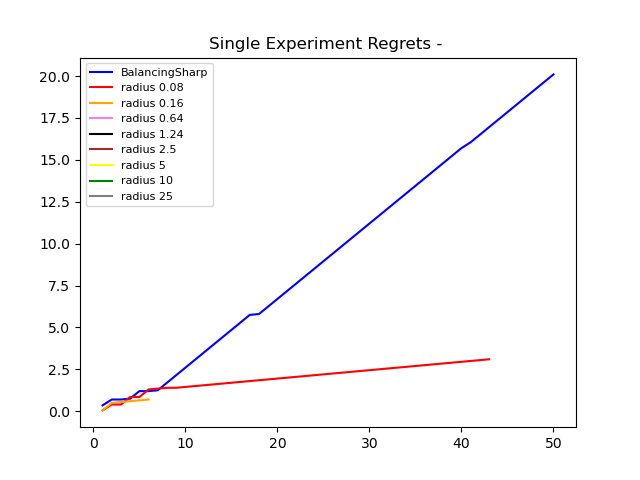 Single Experiment Regrets -
BalancingSharp
radius 0.08
radius 0.16
radius 0.64
radius 1.24
radius 2.5
radius 5
radius 10
radius 25
20.0
17.5
15.0
12.5
10.0
7.5
5.0
2.5
0.0
0 10 20 30 40 50